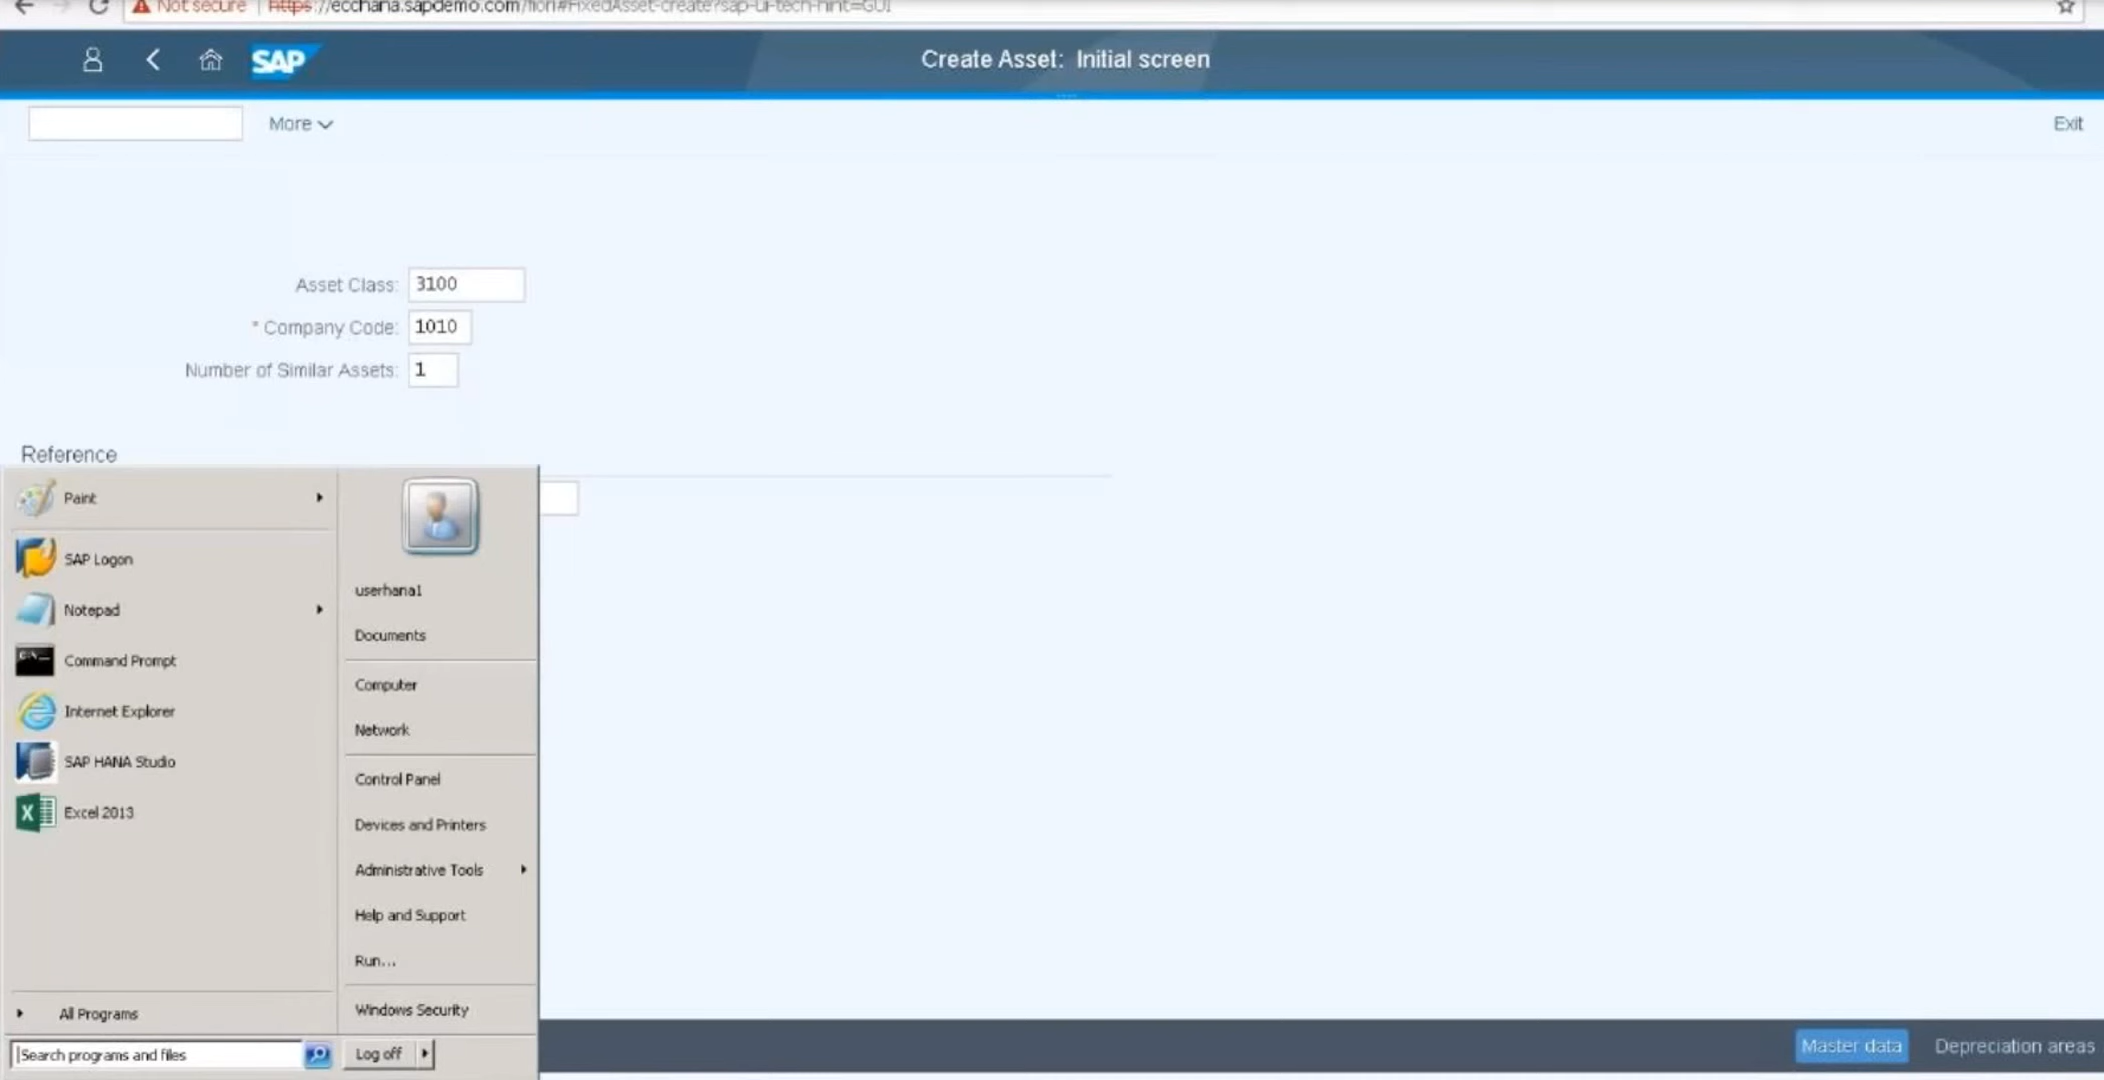 Not secure | https://ecchana.sapdemo.com/fiori#FixedAsset-create?sap-ui-tech-hint=GUI
SAP
Create Asset: Initial screen
More
Exit
Asset Class: 3100
* Company Code: 1010
Number of Similar Assets: 1
Reference
Paint
SAP Logon
Notepad
Command Prompt
Internet Explorer
SAP HANA Studio
Excel 2013
All Programs
Search programs and files
userhana1
Documents
Computer
Network
Control Panel
Devices and Printers
Administrative Tools
Help and Support
Run...
Windows Security
Log off
Master data
Depreciation areas